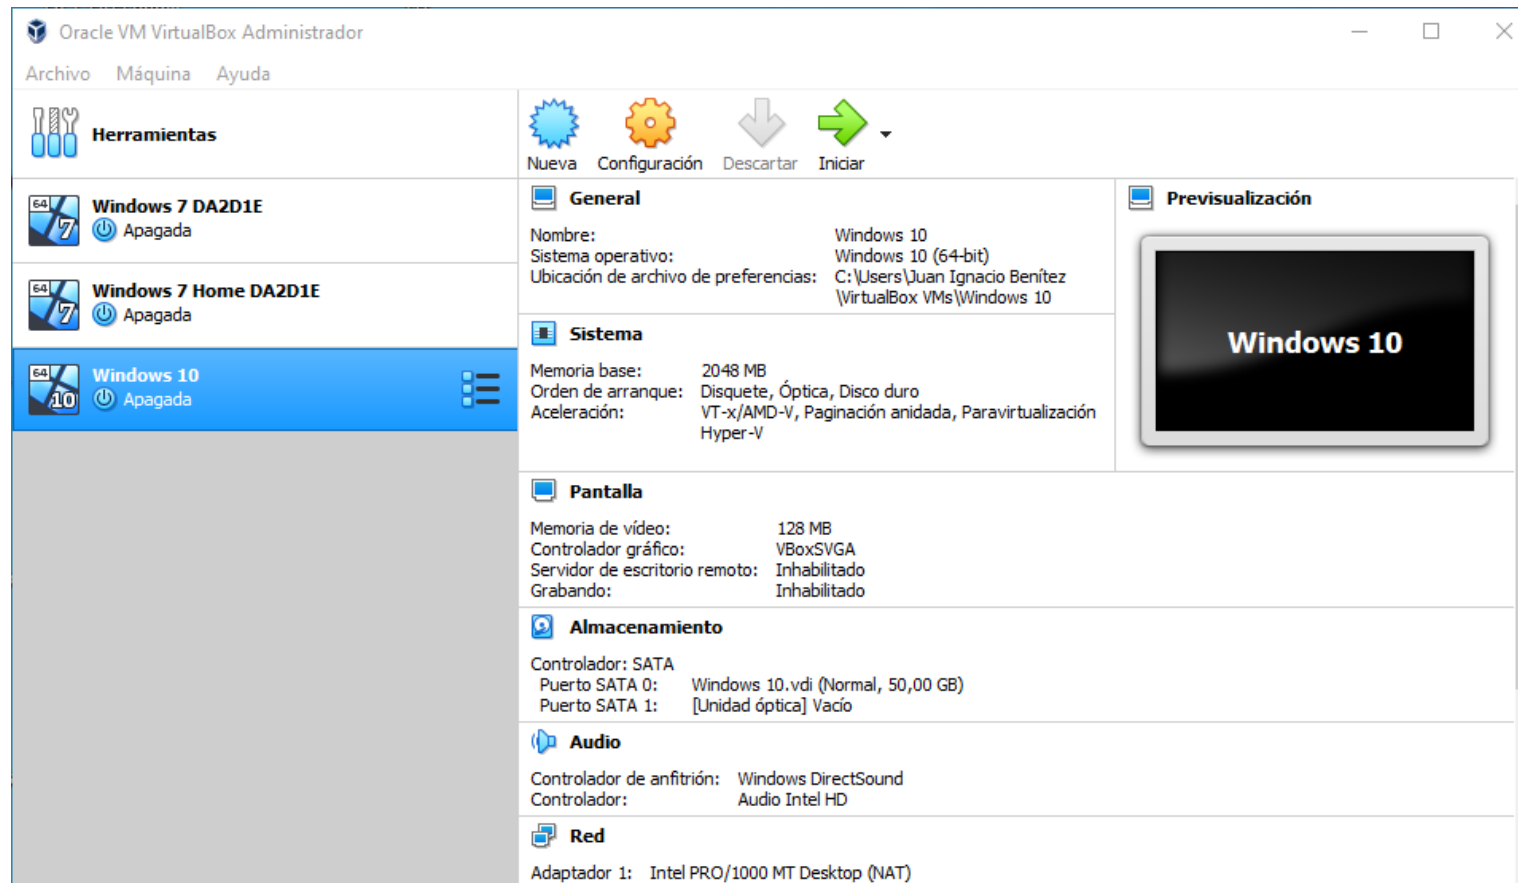 Oracle VM VirtualBox Administrador
Archivo Máquina Ayuda
Herramientas
Nueva Configuración Descartar Iniciar
64 7 Windows 7 DA2D1E
Apagada
64 7 Windows 7 Home DA2D1E
Apagada
64 10 Windows 10
Apagada
General
Nombre: Windows 10
Sistema operativo: Windows 10 (64-bit)
Ubicación de archivo de preferencias: C:\Users\Juan Ignacio Benítez
\VirtualBox VMs\Windows 10
Sistema
Memoria base: 2048 MB
Orden de arranque: Disquete, Óptica, Disco duro
Aceleración: VT-x/AMD-V, Paginación anidada, Paravirtualización
Hyper-V
Previsualización
Windows 10
Pantalla
Memoria de vídeo: 128 MB
Controlador gráfico: VBoxSVGA
Servidor de escritorio remoto: Inhabilitado
Grabando: Inhabilitado
Almacenamiento
Controlador: SATA
Puerto SATA 0: Windows 10.vdi (Normal, 50,00 GB)
Puerto SATA 1: [Unidad óptica] Vacío
Audio
Controlador de anfitrión: Windows DirectSound
Controlador: Audio Intel HD
Red
Adaptador 1: Intel PRO/1000 MT Desktop (NAT)